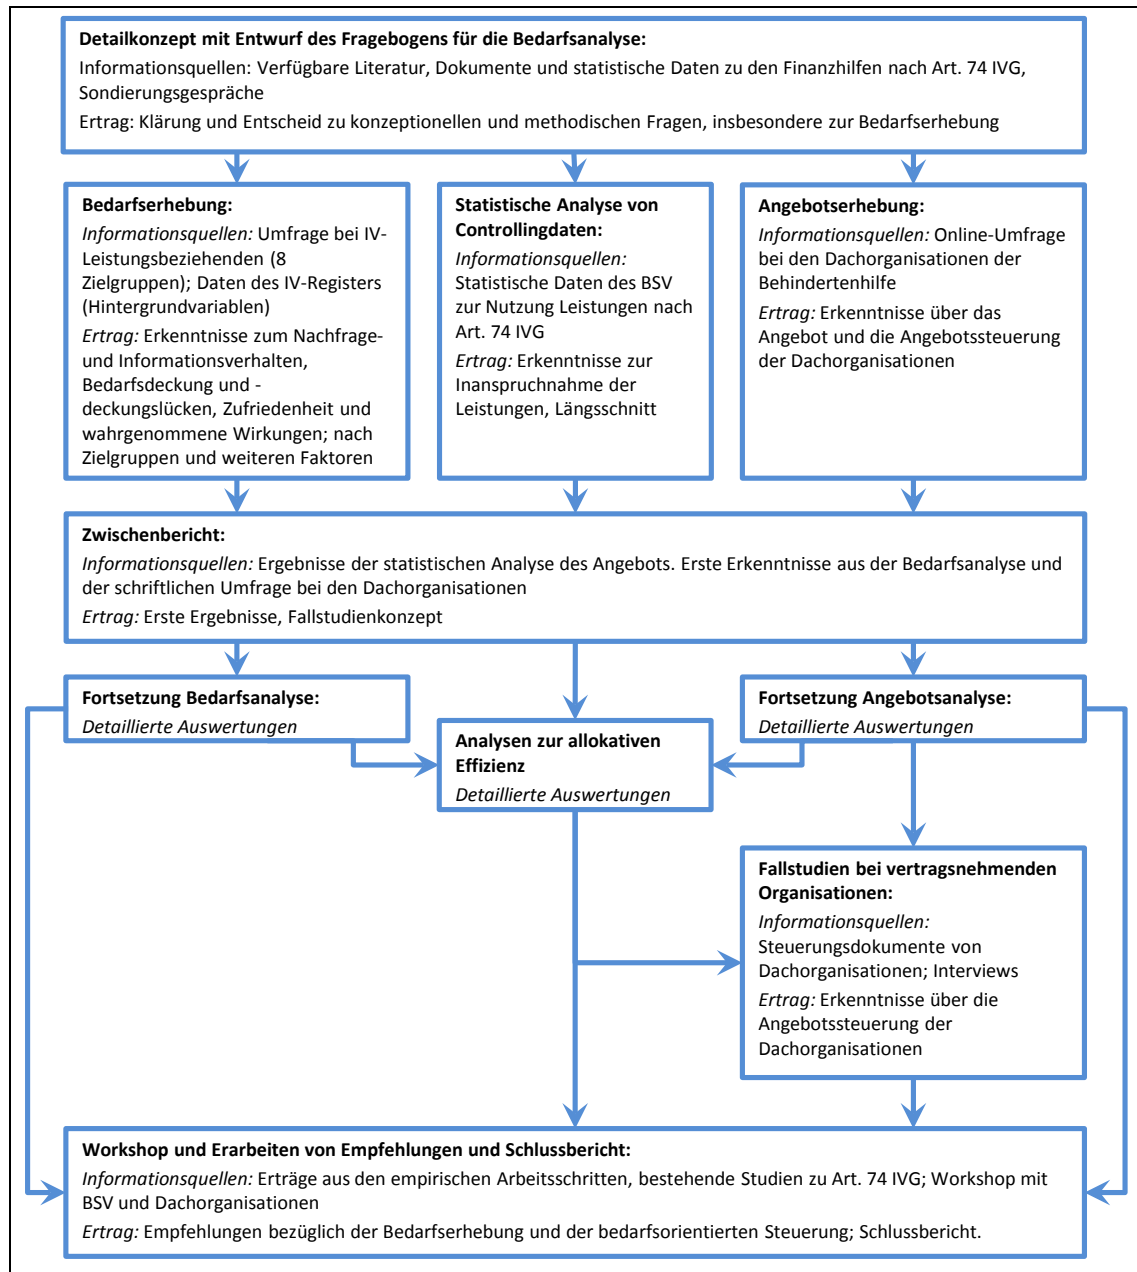 Detailkonzept mit Entwurf des Fragebogens für die Bedarfsanalyse:
Informationsquellen: Verfügbare Literatur, Dokumente und statistische Daten zu den Finanzhilfen nach Art. 74 IVG,
Sondierungsgespräche
Ertrag: Klärung und Entscheid zu konzeptionellen und methodischen Fragen, insbesondere zur Bedarfserhebung
Bedarfserhebung:
Informationsquellen: Umfrage bei IV-
Leistungsbeziehenden (8
Zielgruppen); Daten des IV-Registers
(Hintergrundvariablen)
Ertrag: Erkenntnisse zum Nachfrage-
und Informationsverhalten,
Bedarfsdeckung und -
deckungslücken, Zufriedenheit und
wahrgenommene Wirkungen; nach
Zielgruppen und weiteren Faktoren
Statistische Analyse von
Controllingdaten:
Informationsquellen:
Statistische Daten des BSV
zur Nutzung Leistungen nach
Art. 74 IVG
Ertrag: Erkenntnisse zur
Inanspruchnahme der
Leistungen, Längsschnitt
Angebotserhebung:
Informationsquellen: Online-Umfrage
bei den Dachorganisationen der
Behindertenhilfe
Ertrag: Erkenntnisse über das
Angebot und die Angebotssteuerung
der Dachorganisationen
Zwischenbericht:
Informationsquellen: Ergebnisse der statistischen Analyse des Angebots. Erste Erkenntnisse aus der Bedarfsanalyse und
der schriftlichen Umfrage bei den Dachorganisationen
Ertrag: Erste Ergebnisse, Fallstudienkonzept
Fortsetzung Bedarfsanalyse:
Detaillierte Auswertungen
Analysen zur allokativen
Effizienz
Detaillierte Auswertungen
Fortsetzung Angebotsanalyse:
Detaillierte Auswertungen
Fallstudien bei vertragsnehmenden
Organisationen:
Informationsquellen:
Steuerungsdokumente von
Dachorganisationen; Interviews
Ertrag: Erkenntnisse über die
Angebotssteuerung der
Dachorganisationen
Workshop und Erarbeiten von Empfehlungen und Schlussbericht:
Informationsquellen: Erträge aus den empirischen Arbeitsschritten, bestehende Studien zu Art. 74 IVG; Workshop mit
BSV und Dachorganisationen
Ertrag: Empfehlungen bezüglich der Bedarfserhebung und der bedarfsorientierten Steuerung; Schlussbericht.